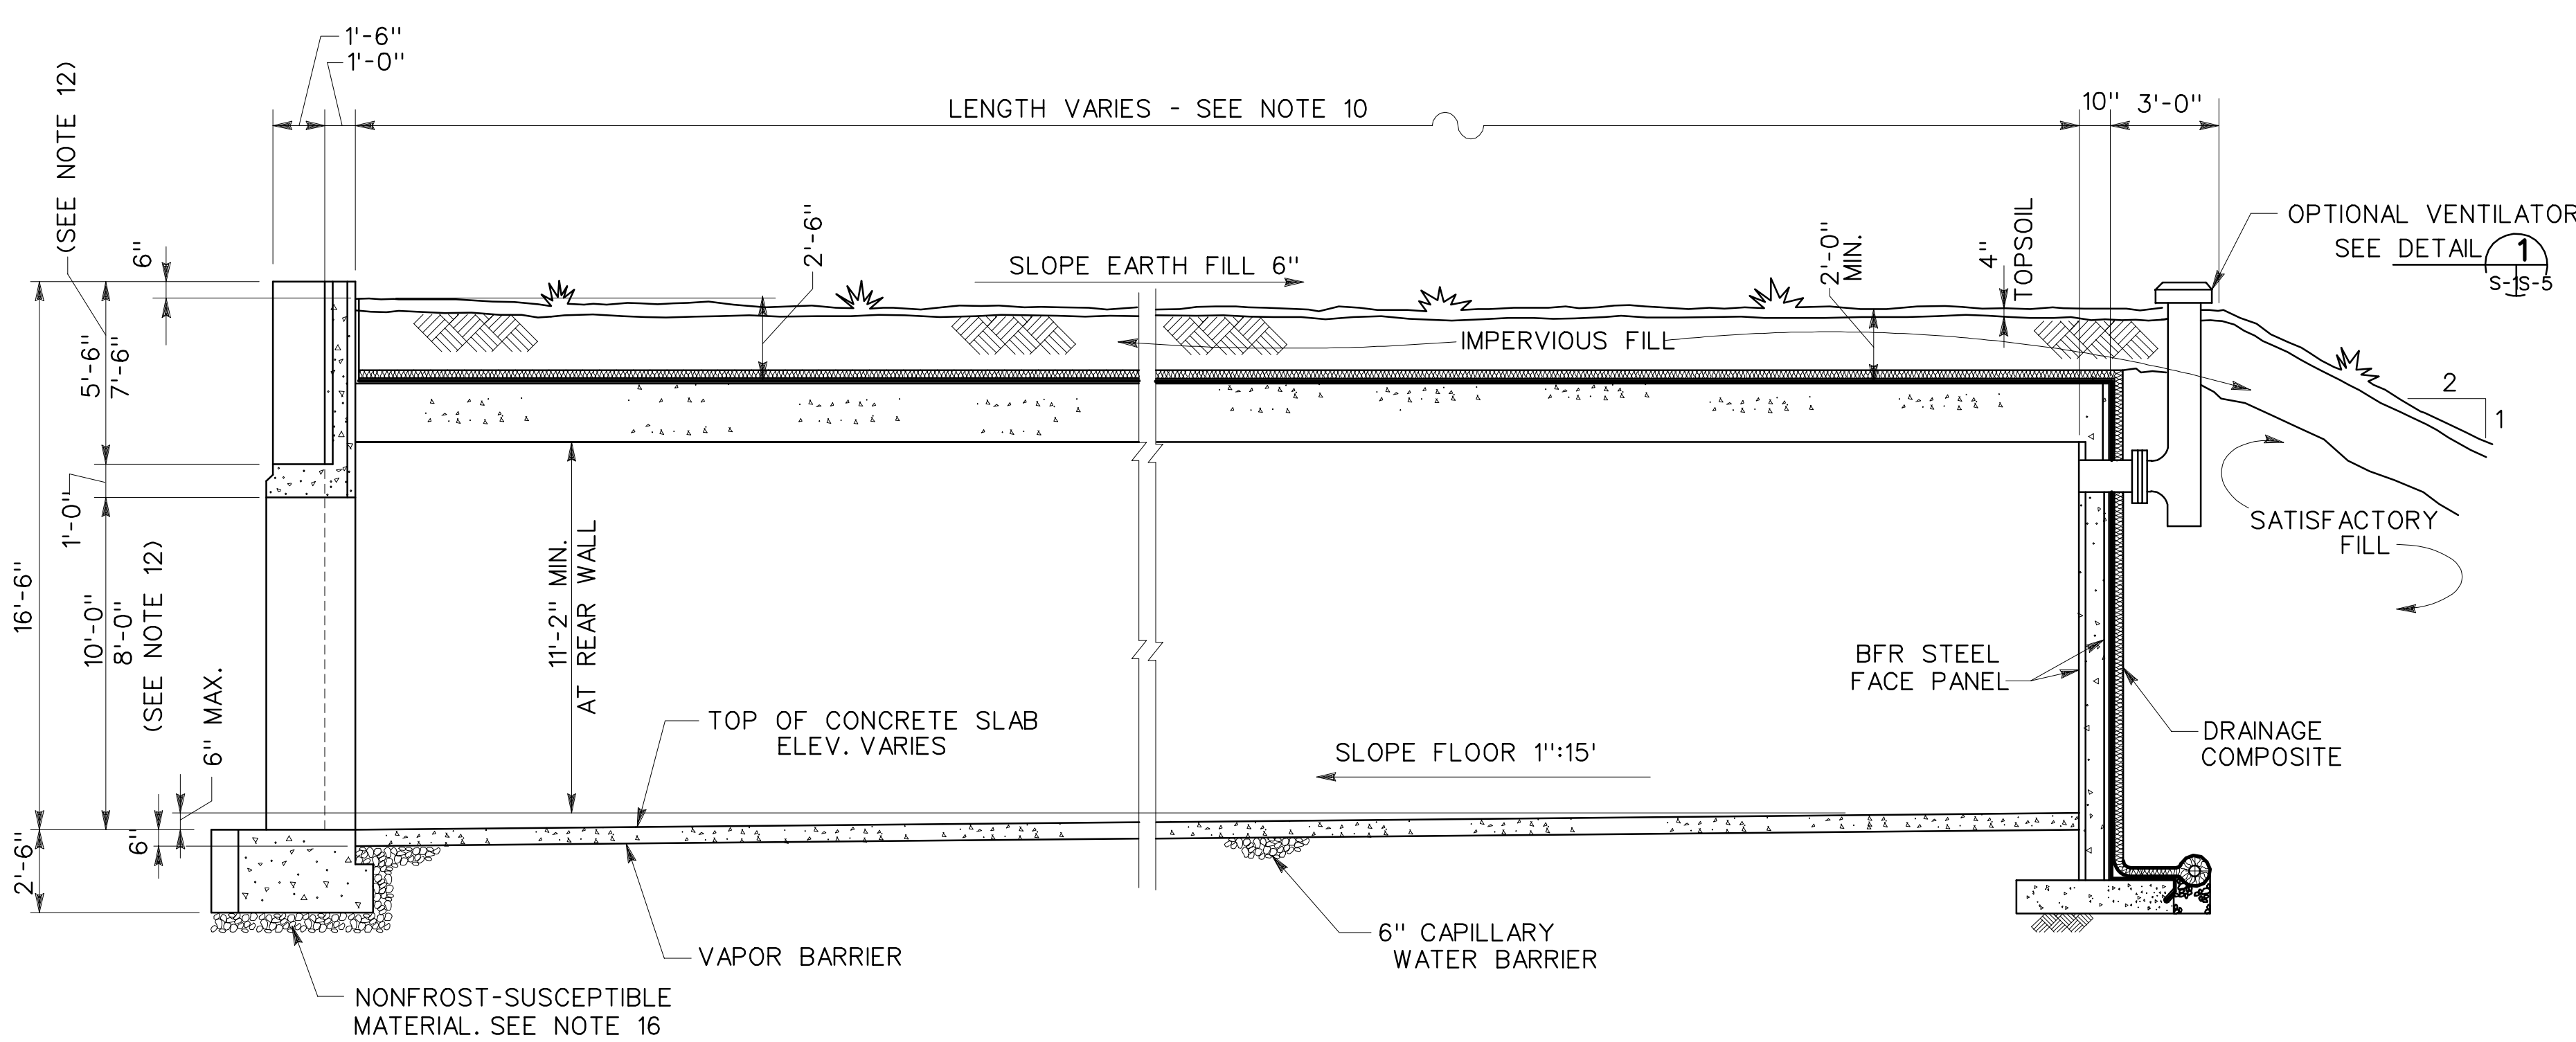 1'-6"
1'-0"
LENGTH VARIES - SEE NOTE 10
10"
3'-0"
(SEE NOTE 12)
6"
2'-6"
SLOPE EARTH FILL 6"
2'-0"
MIN.
4"
TOPSOIL
OPTIONAL VENTILATOR
SEE DETAIL
1
S-1
S-5
5'-6"
7'-6"
IMPERVIOUS FILL
2
1
1'-0"
16'-6"
10'-0"
8'-0"
(SEE NOTE 12)
11'-2" MIN.
AT REAR WALL
SATISFACTORY
FILL
BFR STEEL
FACE PANEL
6" MAX.
TOP OF CONCRETE SLAB
ELEV. VARIES
SLOPE FLOOR 1":15'
DRAINAGE
COMPOSITE
2'-6"
6"
VAPOR BARRIER
6" CAPILLARY
WATER BARRIER
NONFROST-SUSCEPTIBLE
MATERIAL. SEE NOTE 16